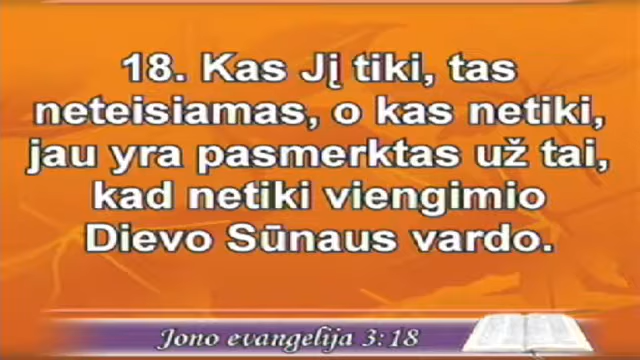 18. Kas Jį tiki, tas
neteisiamas, o kas netiki,
jau yra pasmerktas už tai,
kad netiki viengimio
Dievo Sūnaus vardo.
Jono evangelija 3:18